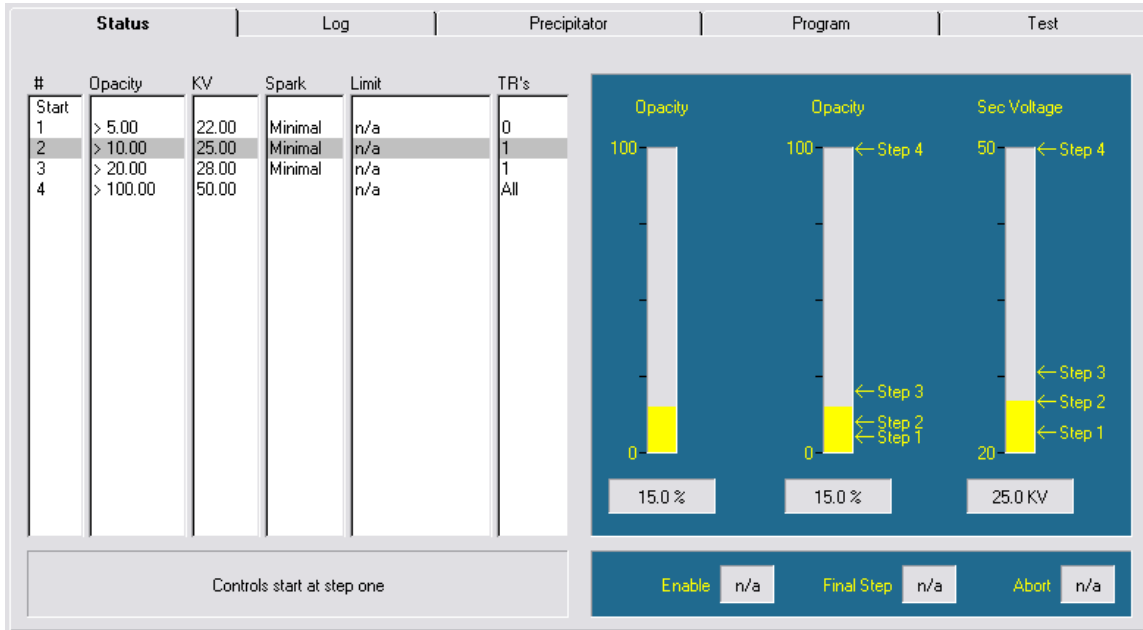 Status Log Precipitator Program Test
# Opacity KV Spark Limit TR's
Start
1 > 5.00 22.00 Minimal n/a 0
2 > 10.00 25.00 Minimal n/a 1
3 > 20.00 28.00 Minimal n/a 1
4 > 100.00 50.00 n/a All
Controls start at step one
Opacity Opacity Sec Voltage
100 100 ←Step 4 50 ←Step 4
←Step 3 ←Step 3
←Step 2 ←Step 2
←Step 1 ←Step 1
0 0 20
15.0 % 15.0 % 25.0 KV
Enable n/a Final Step n/a Abort n/a